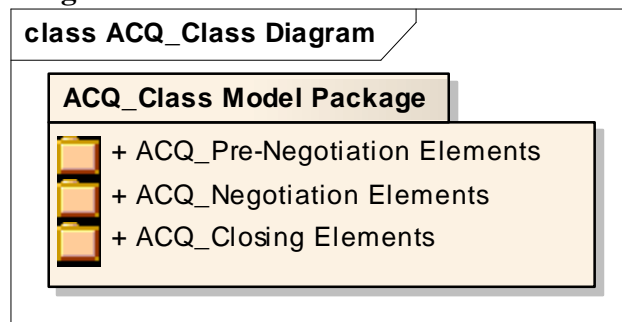 class ACQ_Class Diagram
ACQ_Class Model Package
+ ACQ_Pre-Negotiation Elements
+ ACQ_Negotiation Elements
+ ACQ_Closing Elements